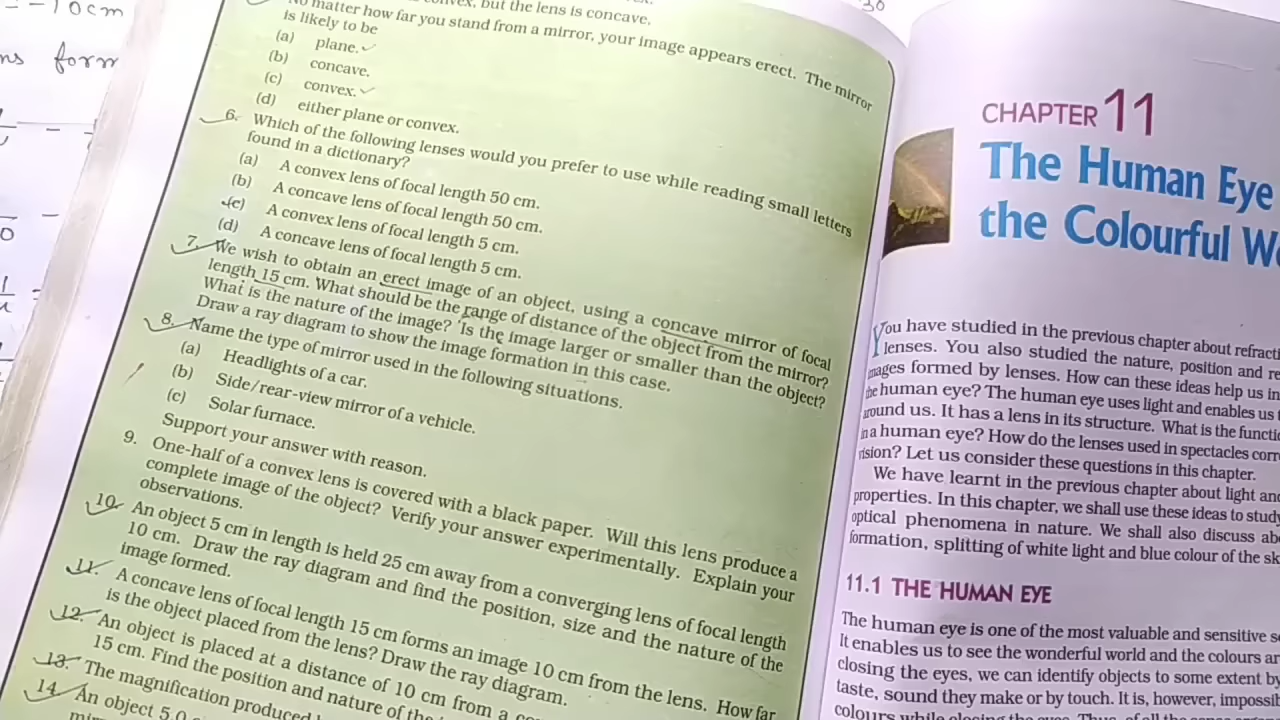 = -10cm
ns form
convex, but the lens is concave.
No matter how far you stand from a mirror, your image appears erect. The mirror
is likely to be
(a) plane.
(b) concave.
(c) convex.
(d) either plane or convex.
6. Which of the following lenses would you prefer to use while reading small letters
found in a dictionary?
(a) A convex lens of focal length 50 cm.
(b) A concave lens of focal length 50 cm.
(c) A convex lens of focal length 5 cm.
(d) A concave lens of focal length 5 cm.
7. We wish to obtain an erect image of an object, using a concave mirror of focal
length 15 cm. What should be the range of distance of the object from the mirror?
What is the nature of the image? Is the image larger or smaller than the object?
Draw a ray diagram to show the image formation in this case.
8. Name the type of mirror used in the following situations.
(a) Headlights of a car.
(b) Side/rear-view mirror of a vehicle.
(c) Solar furnace.
Support your answer with reason.
9. One-half of a convex lens is covered with a black paper. Will this lens produce a
complete image of the object? Verify your answer experimentally. Explain your
observations.
10. An object 5 cm in length is held 25 cm away from a converging lens of focal length
10 cm. Draw the ray diagram and find the position, size and the nature of the
image formed.
11. A concave lens of focal length 15 cm forms an image 10 cm from the lens. How far
is the object placed from the lens? Draw the ray diagram.
12. An object is placed at a distance of 10 cm from a
15 cm. Find the position and nature of the
13. The magnification produced
14. An object 5.0
30
CHAPTER 11
The Human Eye
the Colourful Wo
You have studied in the previous chapter about refracti
lenses. You also studied the nature, position and re
mages formed by lenses. How can these ideas help us in
the human eye? The human eye uses light and enables us
around us. It has a lens in its structure. What is the functi
in a human eye? How do the lenses used in spectacles corr
vision? Let us consider these questions in this chapter.
We have learnt in the previous chapter about light and
properties. In this chapter, we shall use these ideas to study
optical phenomena in nature. We shall also discuss ab
formation, splitting of white light and blue colour of the sk
11.1 THE HUMAN EYE
The human eye is one of the most valuable and sensitive s
It enables us to see the wonderful world and the colours ar
closing the eyes, we can identify objects to some extent by
taste, sound they make or by touch. It is, however, impossib
colours while closing the eyes. Thus, of all the